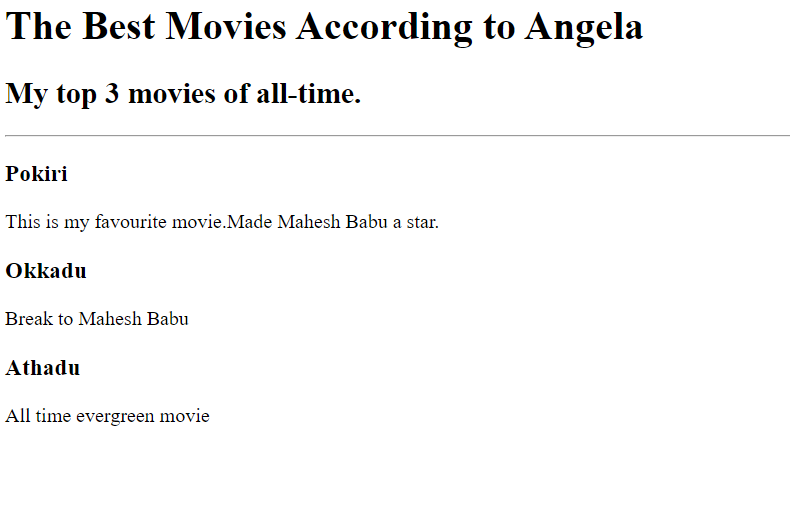 The Best Movies According to Angela
My top 3 movies of all-time.
Pokiri
This is my favourite movie.Made Mahesh Babu a star.
Okkadu
Break to Mahesh Babu
Athadu
All time evergreen movie